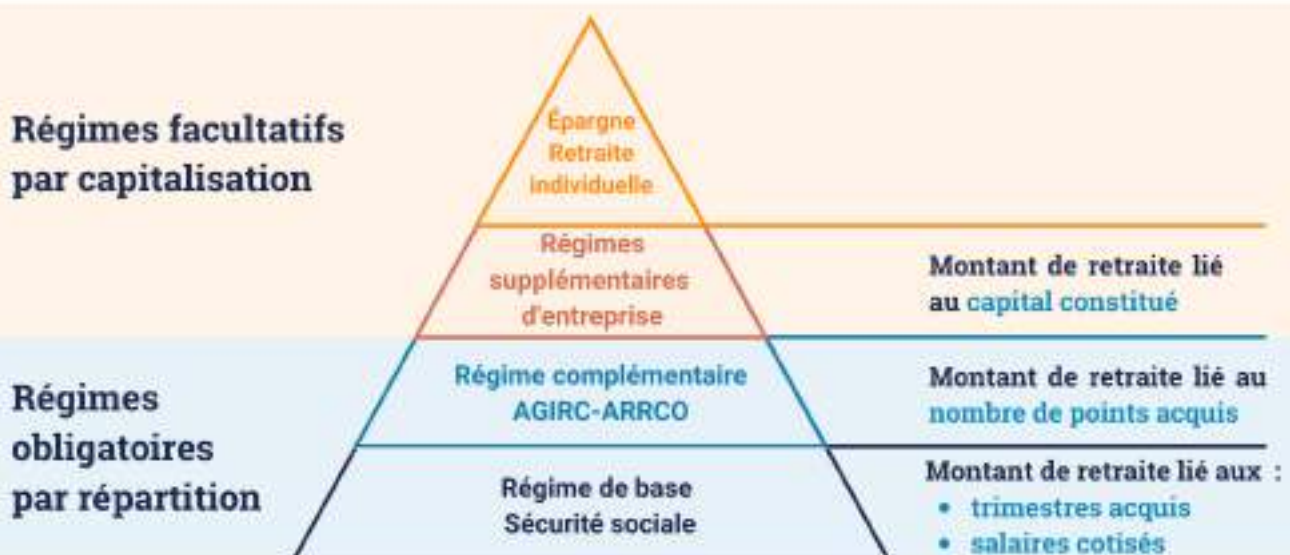 Régimes facultatifs
par capitalisation
Épargne
Retraite
individuelle
Régimes
supplémentaires
d'entreprise
Montant de retraite lié
au capital constitué
Régimes
obligatoires
par répartition
Régime complémentaire
AGIRC-ARRCO
Montant de retraite lié au
nombre de points acquis
Régime de base
Sécurité sociale
Montant de retraite lié aux :
• trimestres acquis
• salaires cotisés